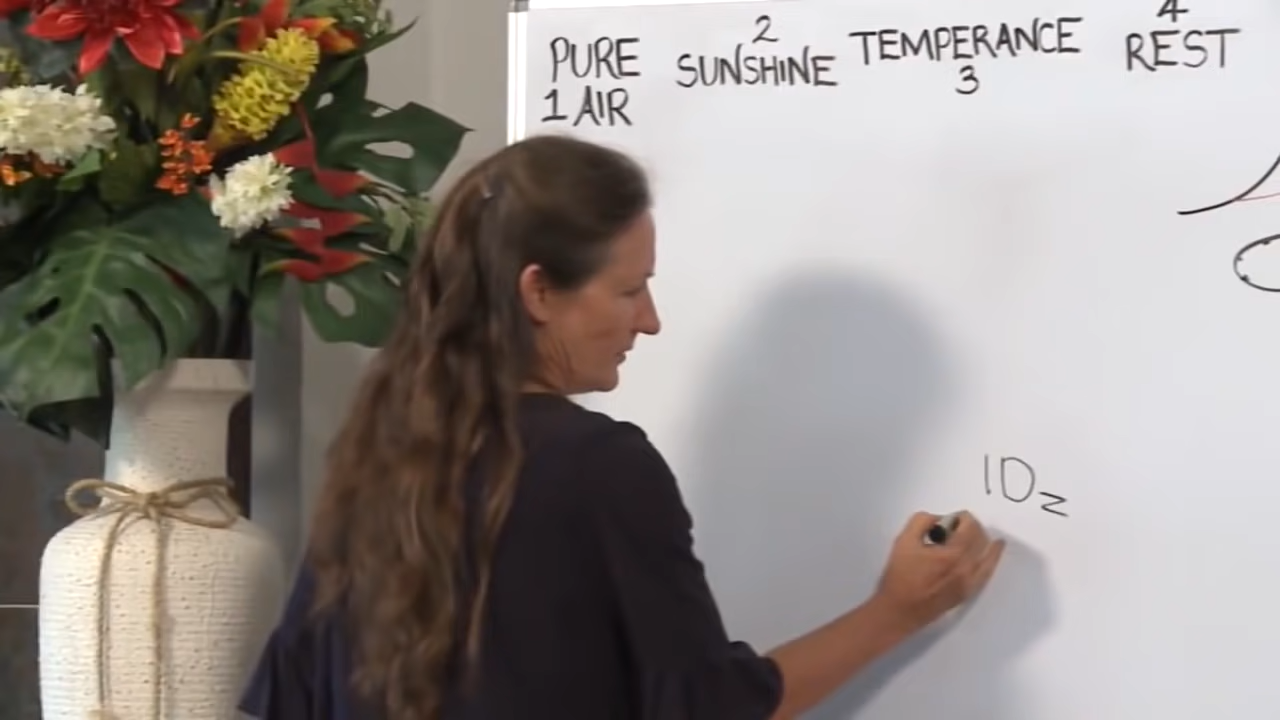 PURE
1 AIR
2
SUNSHINE
TEMPERANCE
3
4
REST
1O₂